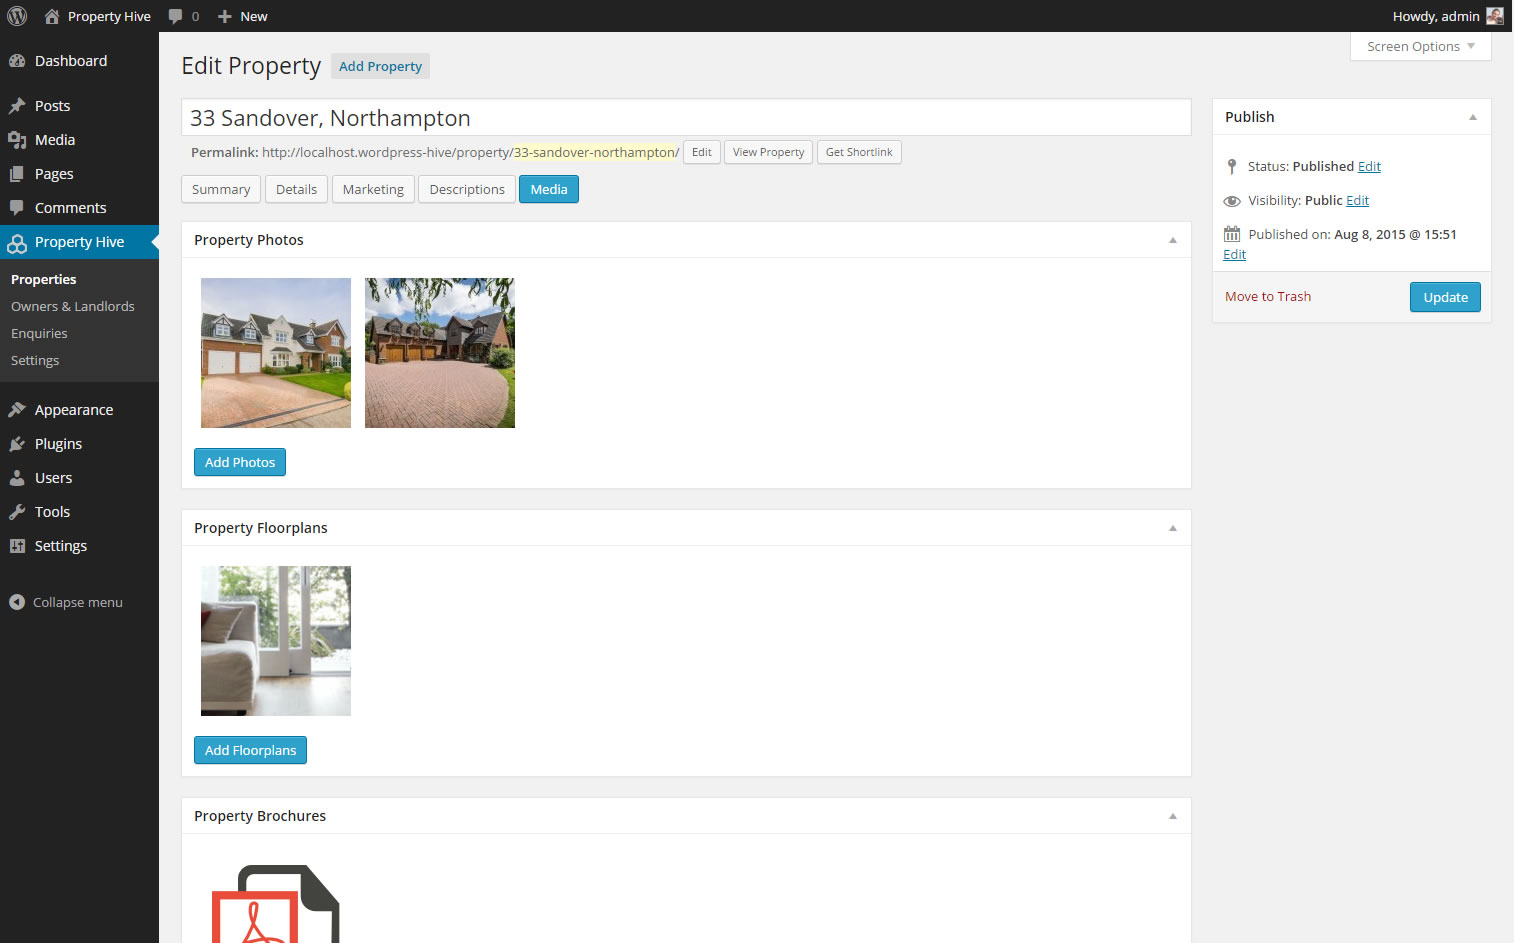 Property Hive
0
New
Howdy, admin
Screen Options
Dashboard
Posts
Media
Pages
Comments
Property Hive
Properties
Owners & Landlords
Enquiries
Settings
Appearance
Plugins
Users
Tools
Settings
Collapse menu
Edit Property Add Property
33 Sandover, Northampton
Permalink: http://localhost.wordpress-hive/property/33-sandover-northampton/ Edit View Property Get Shortlink
Summary Details Marketing Descriptions Media
Property Photos
Add Photos
Property Floorplans
Add Floorplans
Property Brochures
Publish
Status: Published Edit
Visibility: Public Edit
Published on: Aug 8, 2015 @ 15:51
Edit
Move to Trash Update